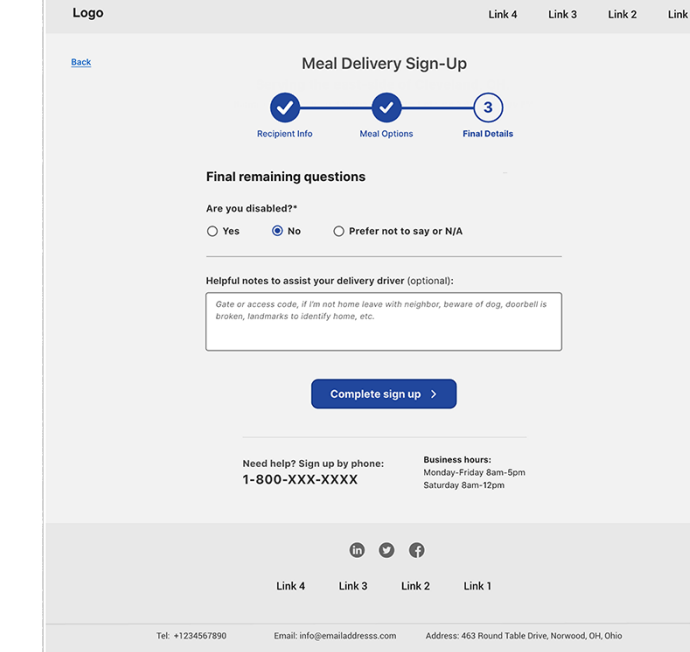 Logo
Link 4 Link 3 Link 2 Link
Back
Meal Delivery Sign-Up
3
Recipient Info Meal Options Final Details
Final remaining questions
Are you disabled?*
Yes No Prefer not to say or N/A
Helpful notes to assist your delivery driver (optional):
Gate or access code, if I'm not home leave with neighbor, beware of dog, doorbell is
broken, landmarks to identify home, etc.
Complete sign up
Need help? Sign up by phone:
1-800-XXX-XXXX
Business hours:
Monday-Friday 8am-5pm
Saturday 8am-12pm
in
Link 4 Link 3 Link 2 Link 1
Tel: +1234567890 Email: info@emailaddresss.com Address: 463 Round Table Drive, Norwood, OH, Ohio